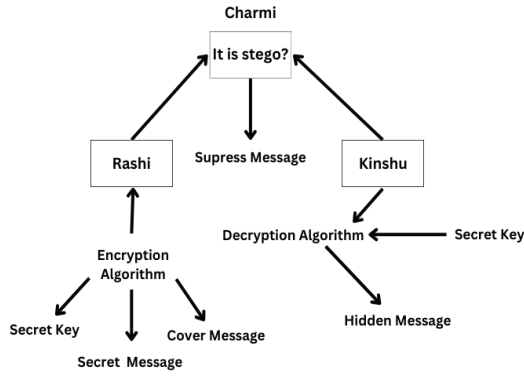 Charmi
It is stego?
Rashi
Supress Message
Kinshu
Decryption Algorithm
Secret Key
Encryption
Algorithm
Hidden Message
Secret Key
Cover Message
Secret Message